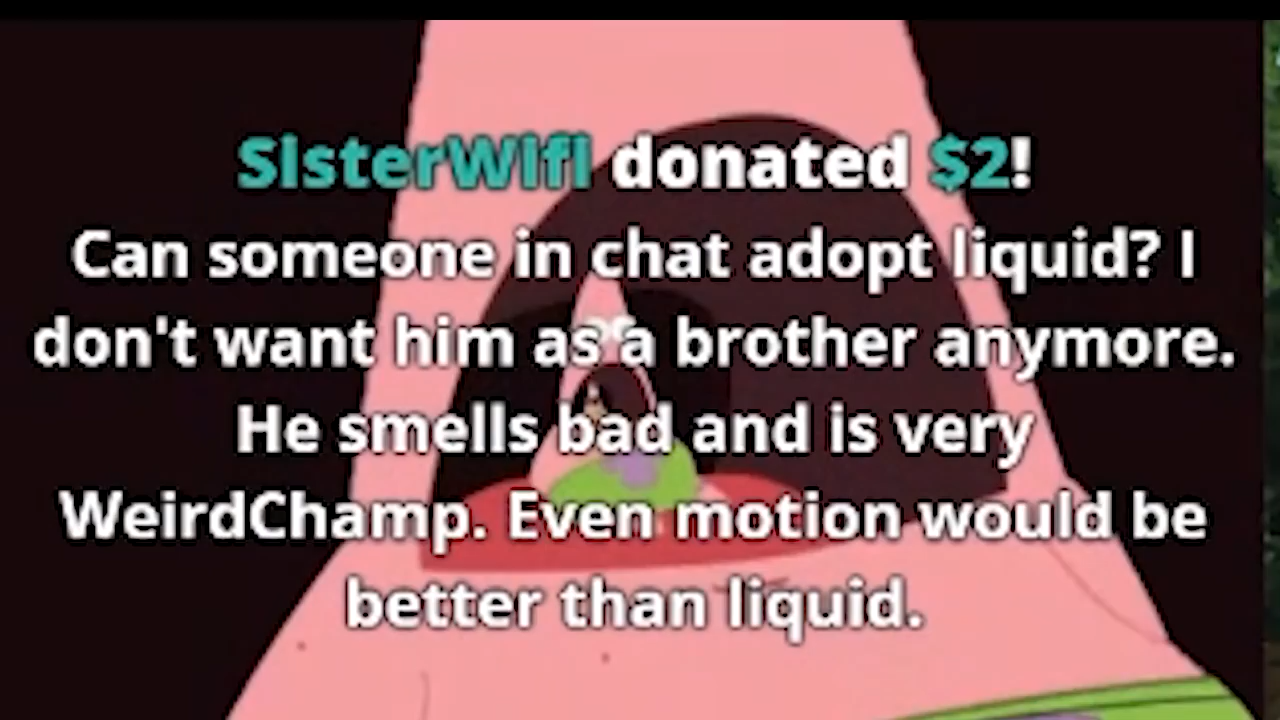 SisterWifi donated $2!
Can someone in chat adopt liquid? I
don't want him as a brother anymore.
He smells bad and is very
WeirdChamp. Even motion would be
better than liquid.